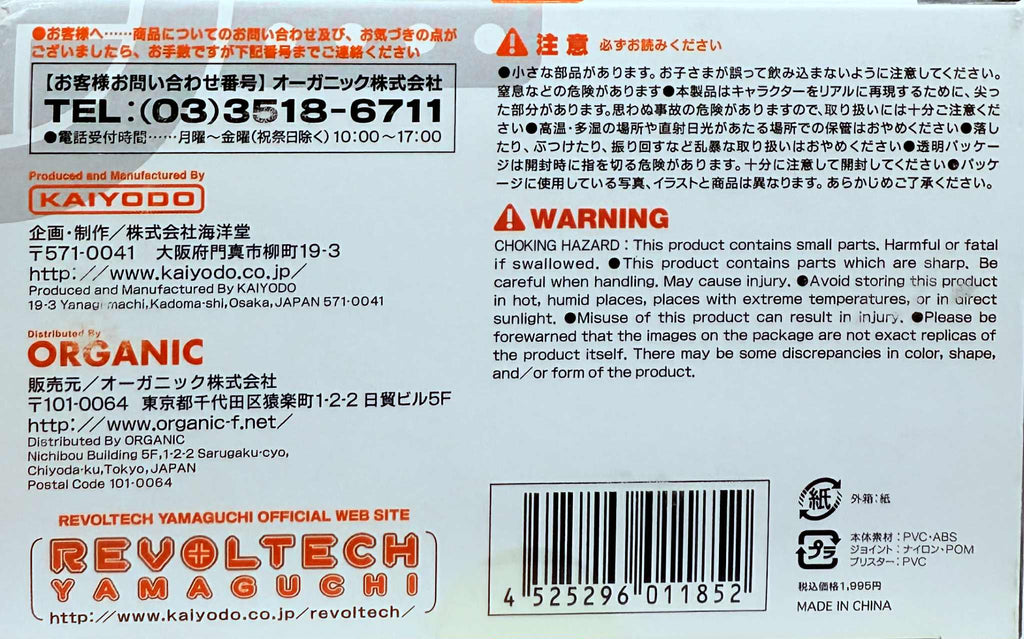 ●お客様へ……商品についてのお問い合わせ及び、お気づきの点が
ございましたら、お手数ですが下記番号までご連絡ください
【お客様お問い合わせ番号】オーガニック株式会社
TEL:(03)3518-6711
●電話受付時間……月曜～金曜(祝祭日除く)10:00～17:00
Produced and Manufactured By
KAIYODO
企画・制作／株式会社海洋堂
〒571-0041 大阪府門真市柳町19-3
http://www.kaiyodo.co.jp/
Produced and Manufactured By KAIYODO
19-3 Yanagimachi,Kadoma-shi,Osaka,JAPAN 571-0041
Distributed By
ORGANIC
販売元／オーガニック株式会社
〒101-0064 東京都千代田区猿楽町1-2-2 日貿ビル5F
http://www.organic-f.net/
Distributed By ORGANIC
Nichibou Building 5F,1-2-2 Sarugaku-cyo,
Chiyoda-ku,Tokyo,JAPAN
Postal Code 101-0064
REVOLTECH YAMAGUCHI OFFICIAL WEB SITE
REVOLTECH
YAMAGUCHI
http://www.kaiyodo.co.jp/revoltech/
注意 必ずお読みください
●小さな部品があります。お子さまが誤って飲み込まないように注意してください。
窒息などの危険があります●本製品はキャラクターをリアルに再現するために、尖っ
た部分があります。思わぬ事故の危険がありますので、取り扱いには十分ご注意くだ
さい●高温・多湿の場所や直射日光があたる場所での保管はおやめください●落し
たり、ぶつけたり、振り回すなど乱暴な取り扱いはおやめください●透明パッケー
ジは開封時に指を切る危険があります。十分に注意して開封してください●パッケ
ージに使用している写真、イラストと商品は異なります。あらかじめご了承ください。
WARNING
CHOKING HAZARD : This product contains small parts. Harmful or fatal
if swallowed. ●This product contains parts which are sharp. Be
careful when handling. May cause injury. ●Avoid storing this product
in hot, humid places, places with extreme temperatures, or in direct
sunlight. ●Misuse of this product can result in injury. ●Please be
forewarned that the images on the package are not exact replicas of
the product itself. There may be some discrepancies in color, shape,
and/or form of the product.
4 525296 011852
紙 外箱:紙
プラ 本体素材:PVC・ABS
ジョイント:ナイロン・POM
ブリスター:PVC
税込価格1,995円
MADE IN CHINA